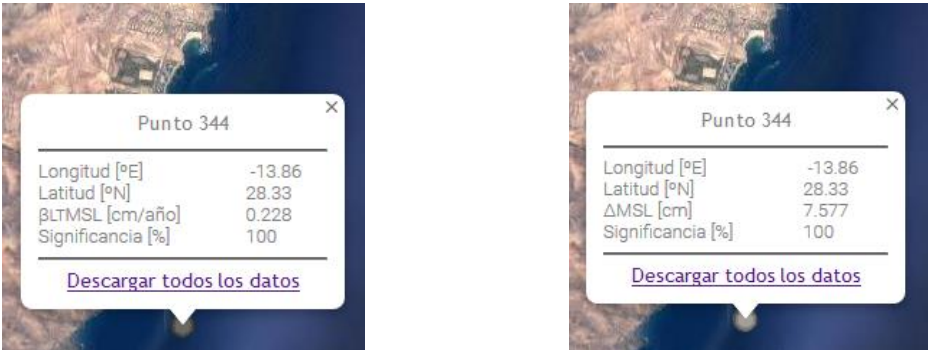 Punto 344
Longitud [ºE] -13.86
Latitud [ºN] 28.33
βLTMSL [cm/año] 0.228
Significancia [%] 100
Descargar todos los datos
Punto 344
Longitud [ºE] -13.86
Latitud [ºN] 28.33
ΔMSL [cm] 7.577
Significancia [%] 100
Descargar todos los datos